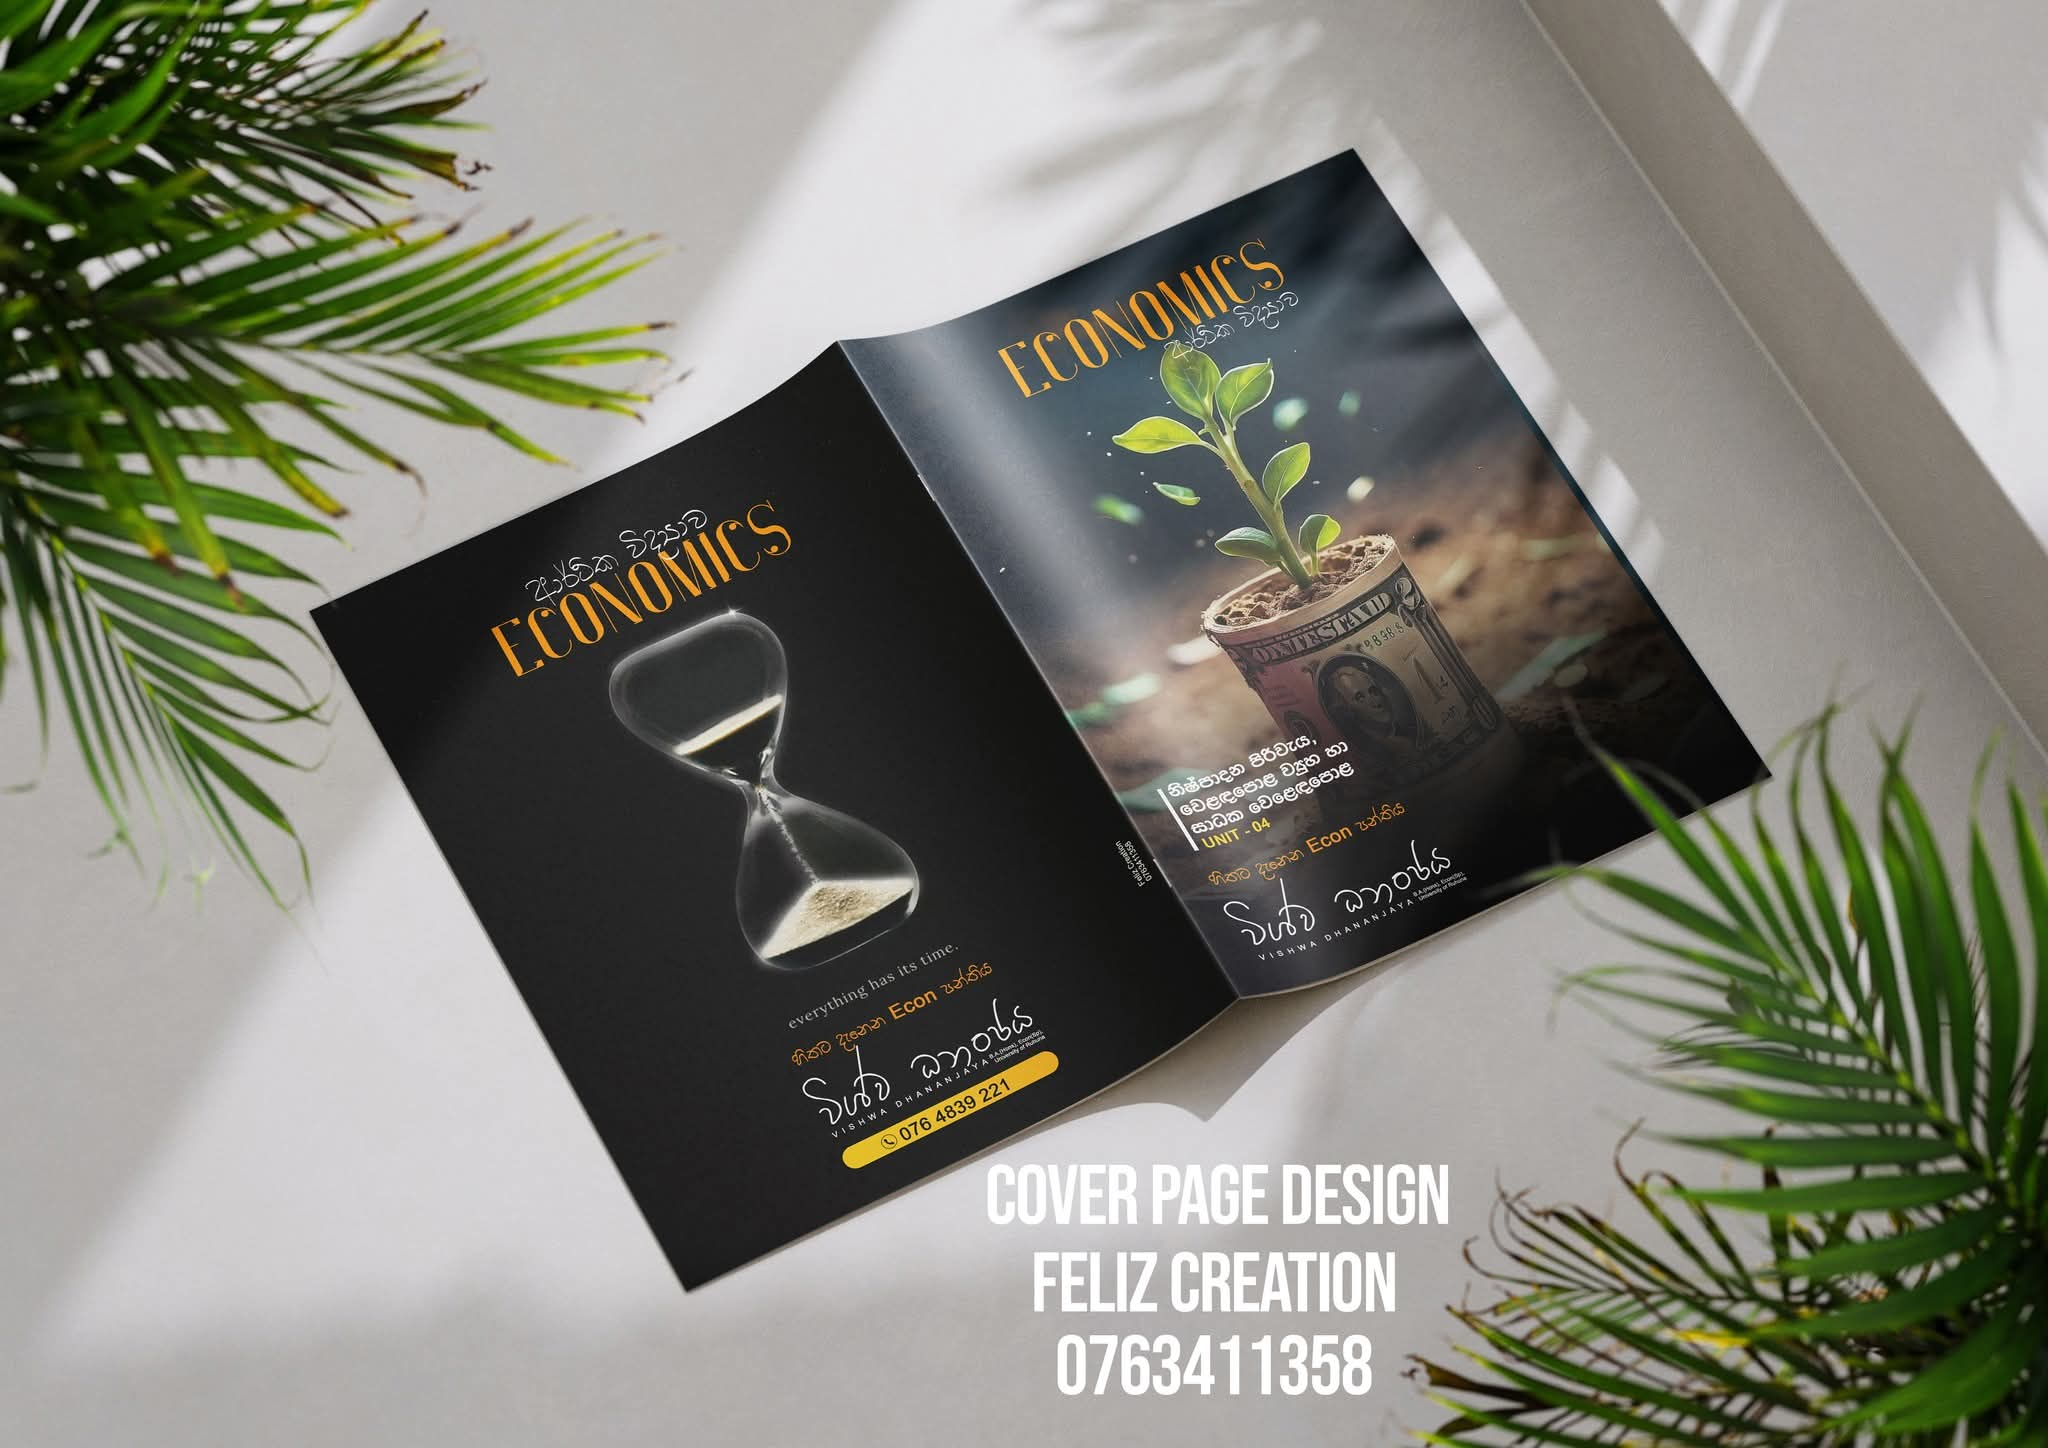 ආර්ථික විද්‍යාව
ECONOMICS
everything has its time.
හිතට දැනෙන Econ පන්තිය
විශ්ව ධනංජය
VISHWA DHANANJAYA
B.A.(Hons), Econ(Sp),
University of Ruhuna
076 4839 221
Feliz Creation
0763411358
ECONOMICS
ආර්ථික විද්‍යාව
නිෂ්පාදන පිරිවැය,
වෙළඳපොළ ව්‍යුහ හා
සාධක වෙළෙඳපොළ
UNIT - 04
හිතට දැනෙන Econ පන්තිය
විශ්ව ධනංජය
VISHWA DHANANJAYA
B.A.(Hons), Econ(Sp),
University of Ruhuna
COVER PAGE DESIGN
FELIZ CREATION
0763411358